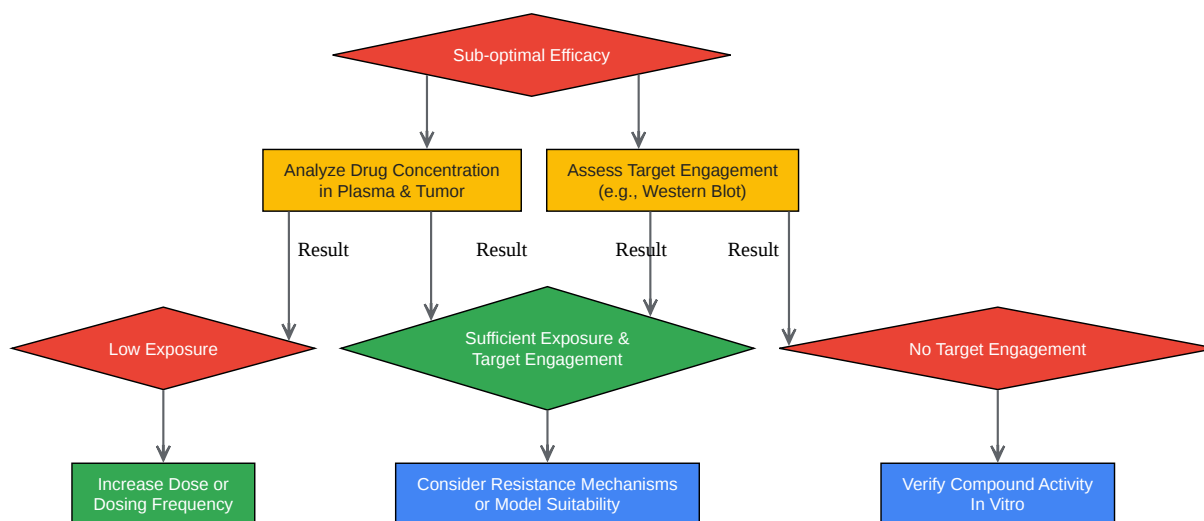 Sub-optimal Efficacy
Analyze Drug Concentration
in Plasma & Tumor
Assess Target Engagement
(e.g., Western Blot)
Result
Result
Result
Result
Low Exposure
Sufficient Exposure &
Target Engagement
No Target Engagement
Increase Dose or
Dosing Frequency
Consider Resistance Mechanisms
or Model Suitability
Verify Compound Activity
In Vitro